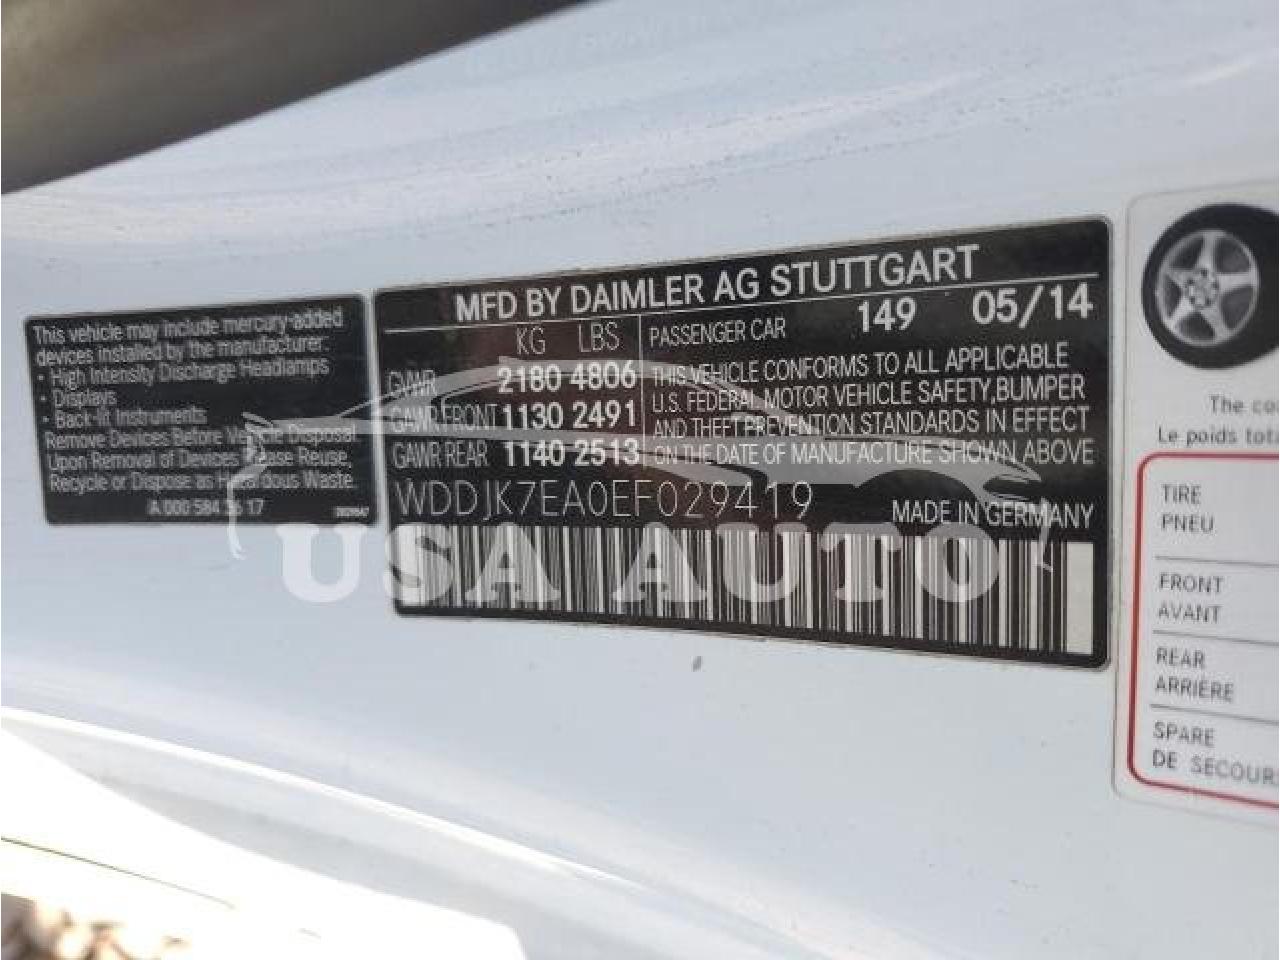 This vehicle may include mercury-added
devices installed by the manufacturer:
• High Intensity Discharge Headlamps
• Displays
• Back-lit Instruments
Remove Devices Before Vehicle Disposal
Upon Removal of Devices Please Reuse,
Recycle or Dispose as Hazardous Waste.
A 000 584 17
MFD BY DAIMLER AG STUTTGART
KG LBS PASSENGER CAR 149 05/14
GVWR 2180 4806
GAWR FRONT 1130 2491
GAWR REAR 1140 2513
THIS VEHICLE CONFORMS TO ALL APPLICABLE
U.S. FEDERAL MOTOR VEHICLE SAFETY, BUMPER
AND THEFT PREVENTION STANDARDS IN EFFECT
ON THE DATE OF MANUFACTURE SHOWN ABOVE
WDDJK7EA0EF029419 MADE IN GERMANY
USA AUTO
The co
Le poids tota
TIRE
PNEU
FRONT
AVANT
REAR
ARRIÈRE
SPARE
DE SECOURS